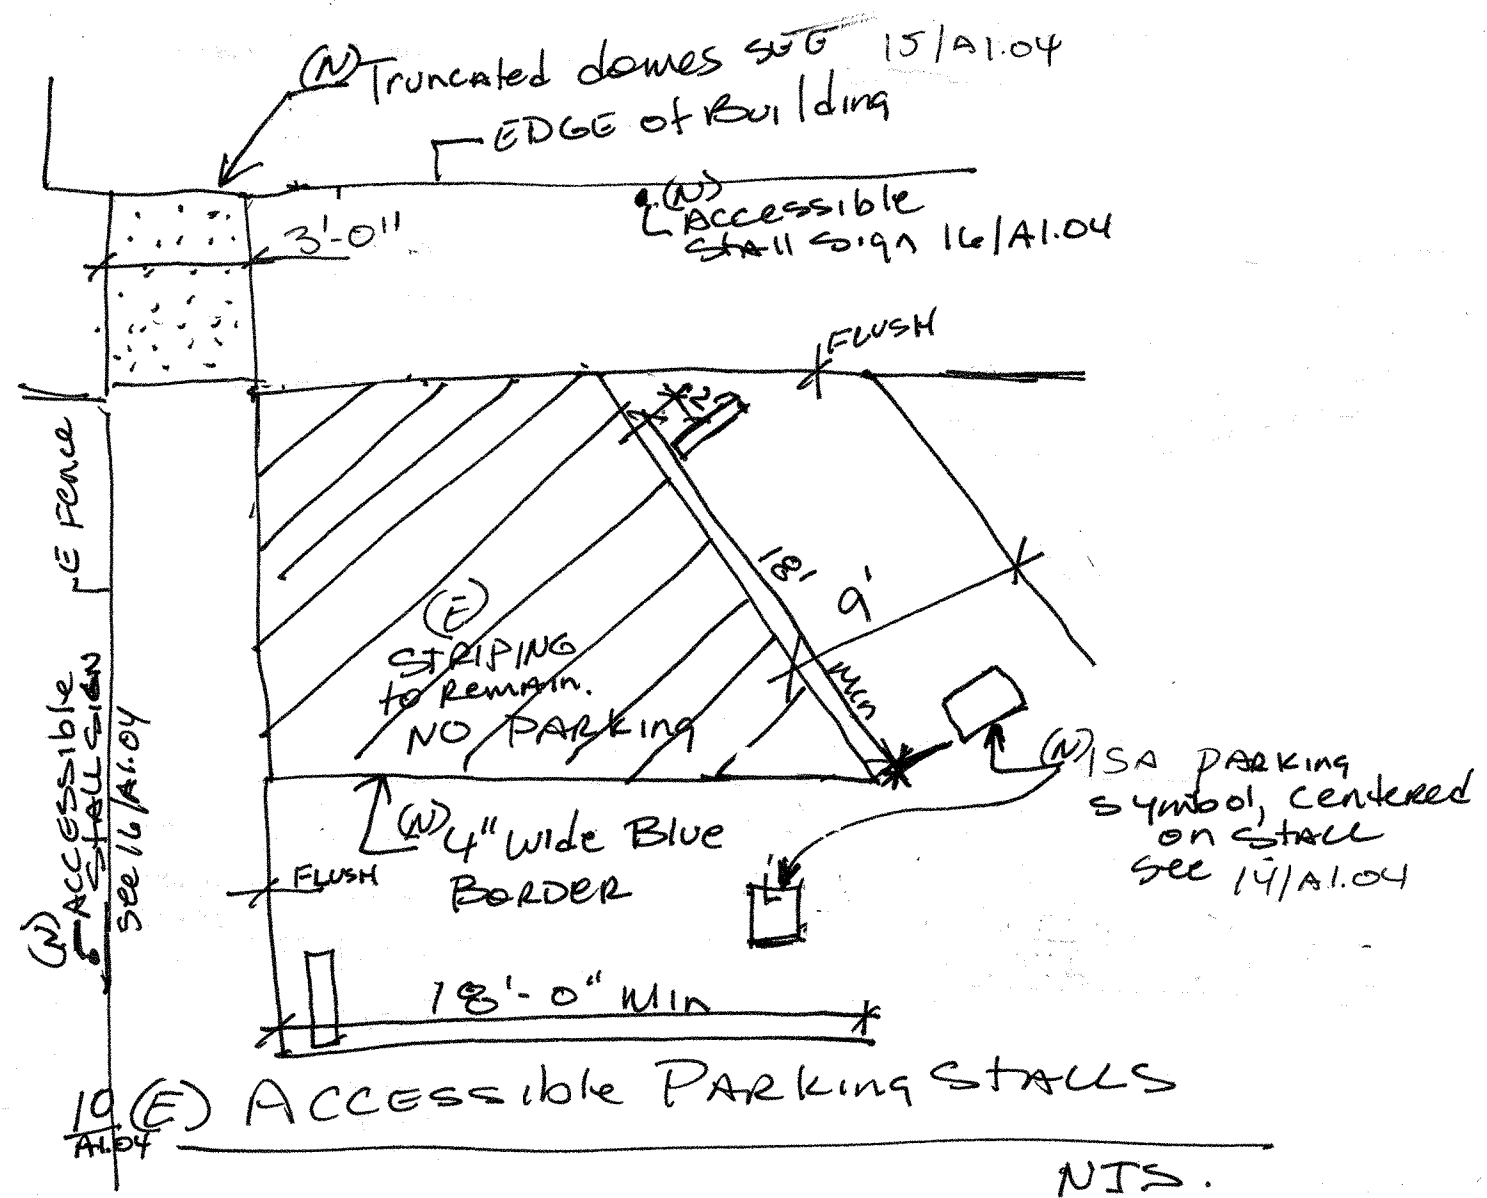 (N) Truncated domes SEE 15/A1.04
EDGE of Building
(N)
Accessible
Stall Sign 16/A1.04
3'-0"
FLUSH
2'
E Fence
18'
Min
9'
(E)
STRIPING
to Remain.
NO PARKING
(N) ACCESSIBLE
STALL SIGN
See 16/A1.04
(N) 4" Wide Blue
BORDER
FLUSH
(N) ISA PARKING
Symbol, Centered
on STALL
See 14/A1.04
18'-0" Min
10
A1.04
(E) Accessible Parking Stalls
NTS.